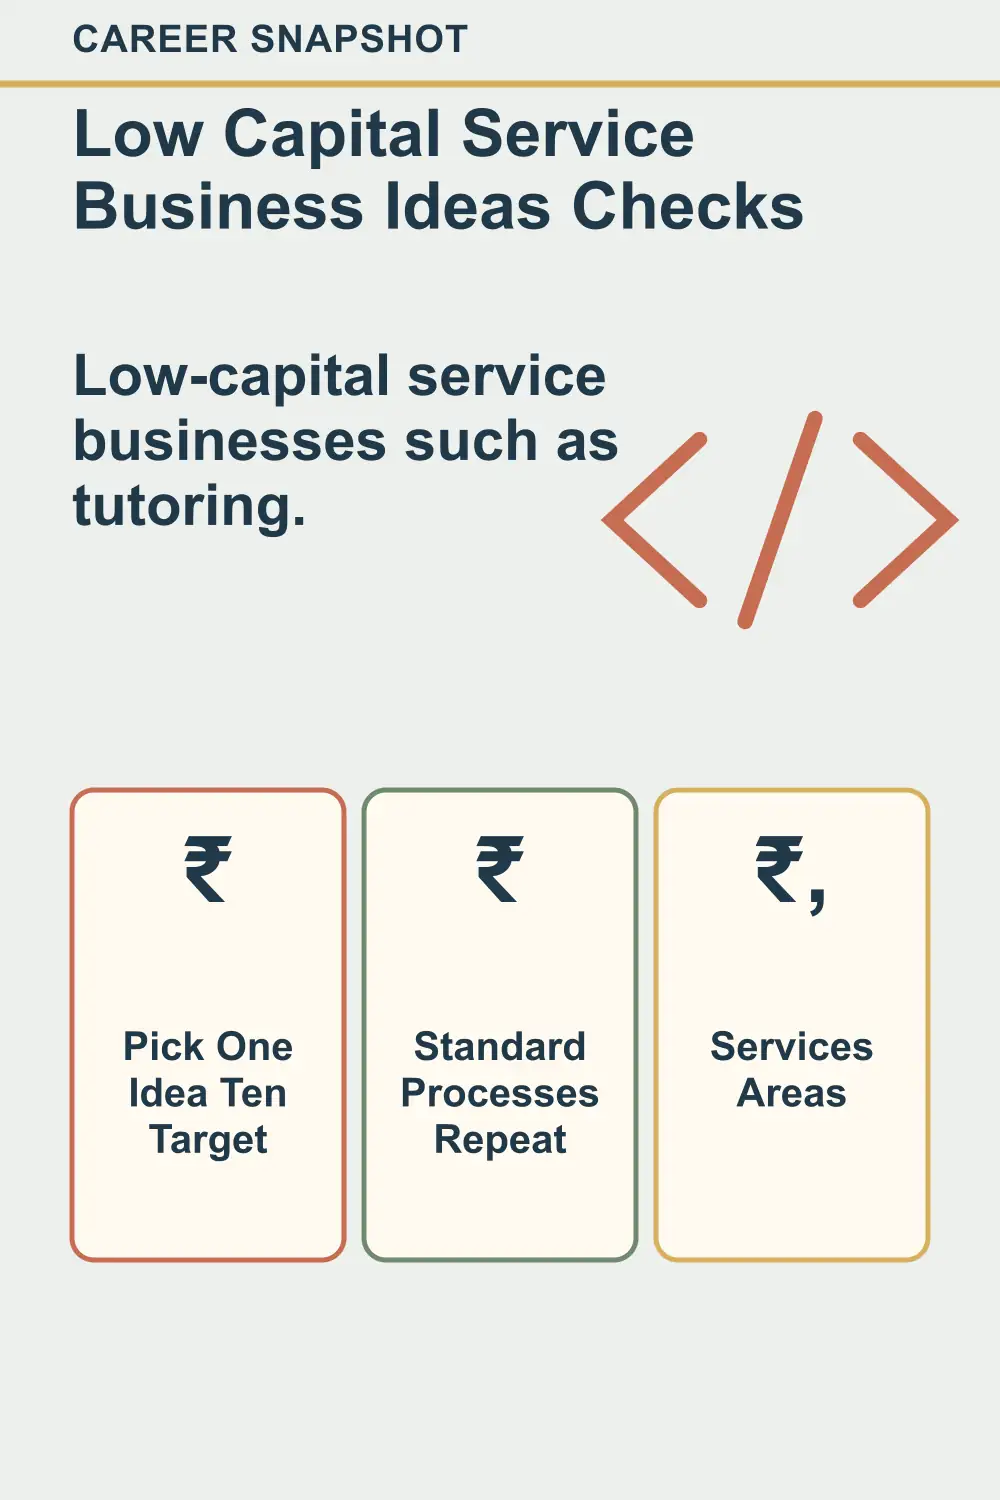 CAREER SNAPSHOT
Low Capital Service
Business Ideas Checks
Low-capital service
businesses such as
tutoring.
₹
Pick One
Idea Ten
Target
₹
Standard
Processes
Repeat
₹,
Services
Areas